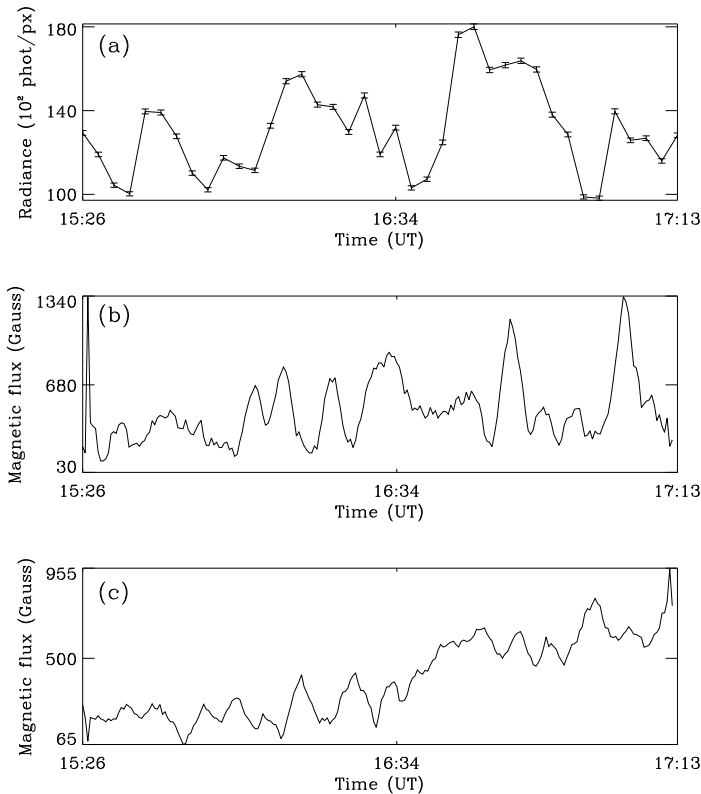 (a)
Radiance (10² phot/px)
180
140
100
15:26 16:34 17:13
Time (UT)
(b)
Magnetic flux (Gauss)
1340
680
30
15:26 16:34 17:13
Time (UT)
(c)
Magnetic flux (Gauss)
955
500
65
15:26 16:34 17:13
Time (UT)